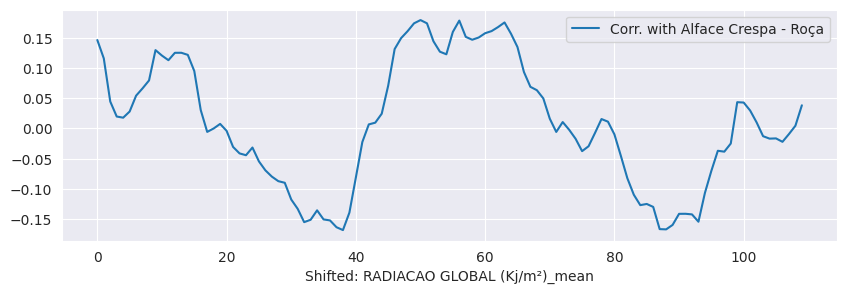 Corr. with Alface Crespa - Roça
0.15
0.10
0.05
0.00
−0.05
−0.10
−0.15
0 20 40 60 80 100
Shifted: RADIACAO GLOBAL (Kj/m²)_mean